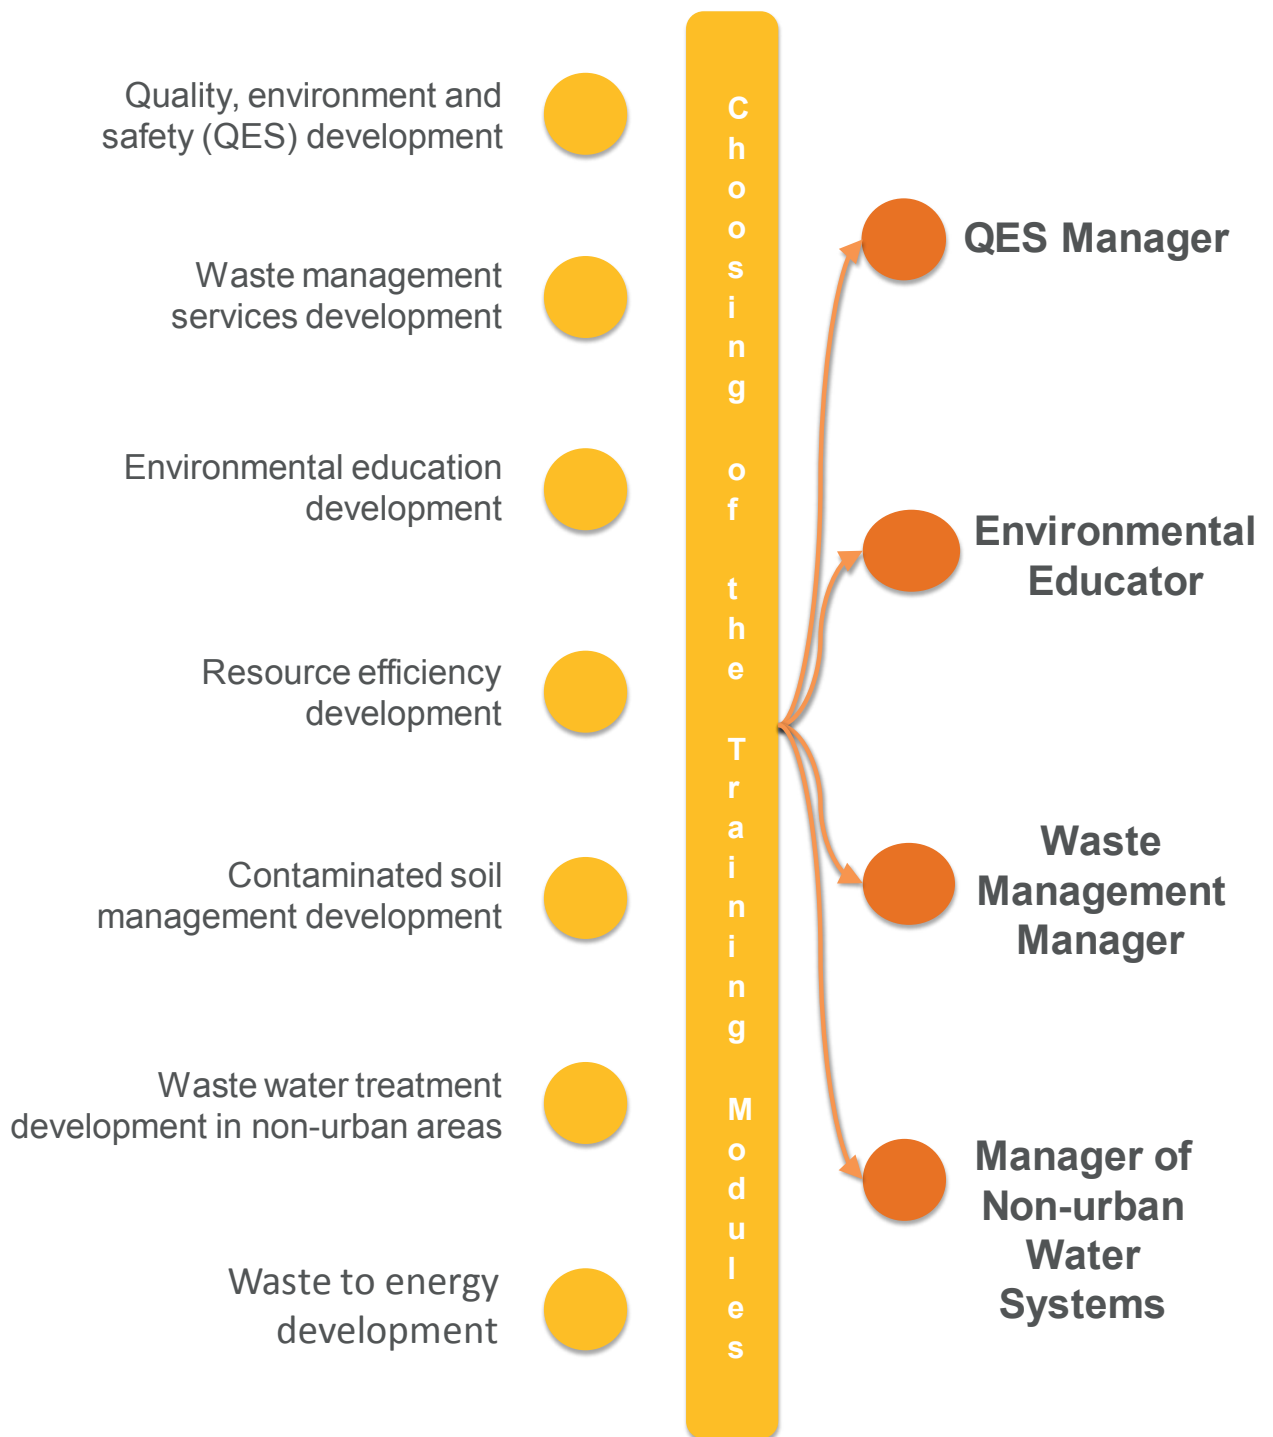 Quality, environment and
safety (QES) development
Waste management
services development
Environmental education
development
Resource efficiency
development
Contaminated soil
management development
Waste water treatment
development in non-urban areas
Waste to energy
development
Choosing of the Training Modules
QES Manager
Environmental
Educator
Waste
Management
Manager
Manager of
Non-urban
Water
Systems